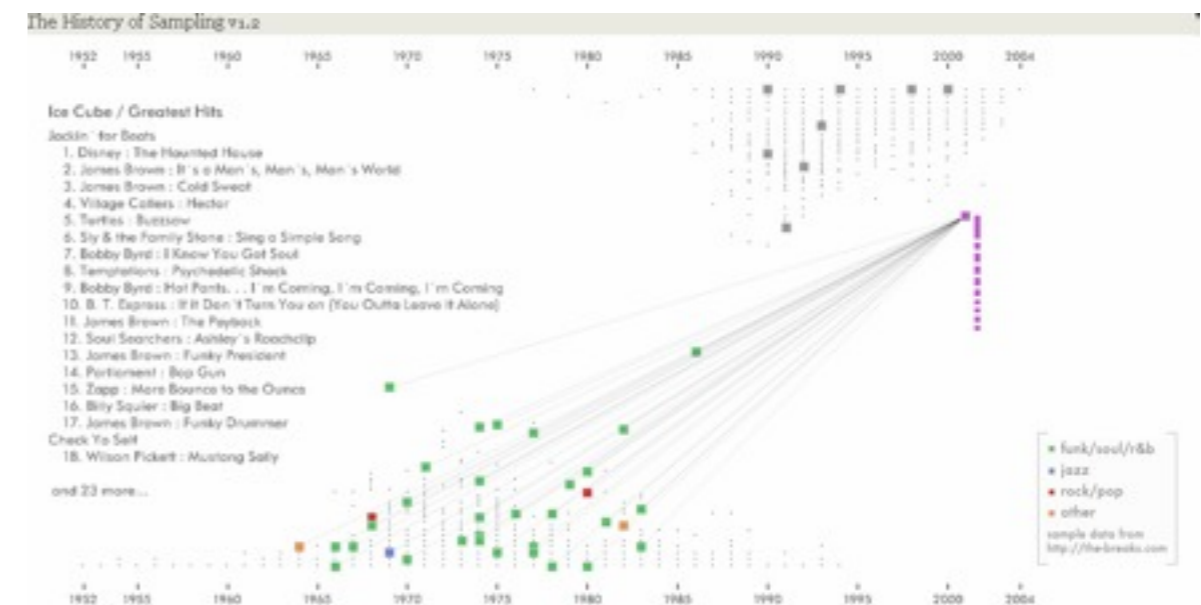 The History of Sampling v1.2
1952 1955 1960 1965 1970 1975 1980 1985 1990 1995 2000 2004
Ice Cube / Greatest Hits
Jackin' for Beats
1. Disney : The Haunted House
2. James Brown : It's a Man's, Man's, Man's World
3. James Brown : Cold Sweat
4. Village Callers : Hector
5. Turtles : Buzzsaw
6. Sly & the Family Stone : Sing a Simple Song
7. Bobby Byrd : I Know You Got Soul
8. Temptations : Psychedelic Shack
9. Bobby Byrd : Hot Pants. . . I'm Coming, I'm Coming, I'm Coming
10. B. T. Express : If It Don't Turn You on (You Outta Leave It Alone)
11. James Brown : The Payback
12. Soul Searchers : Ashley's Roachclip
13. James Brown : Funky President
14. Parliament : Bop Gun
15. Zapp : More Bounce to the Ounce
16. Billy Squier : Big Beat
17. James Brown : Funky Drummer
Check Yo Self
18. Wilson Pickett : Mustang Sally
and 23 more...
funk/soul/r&b
jazz
rock/pop
other
sample data from
http://the-breaks.com
1952 1955 1960 1965 1970 1975 1980 1985 1990 1995 2000 2004